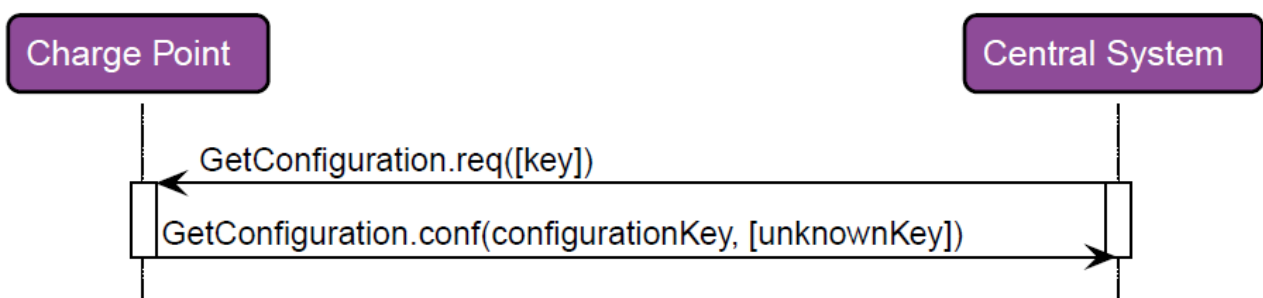 Charge Point
Central System
GetConfiguration.req([key])
GetConfiguration.conf(configurationKey, [unknownKey])